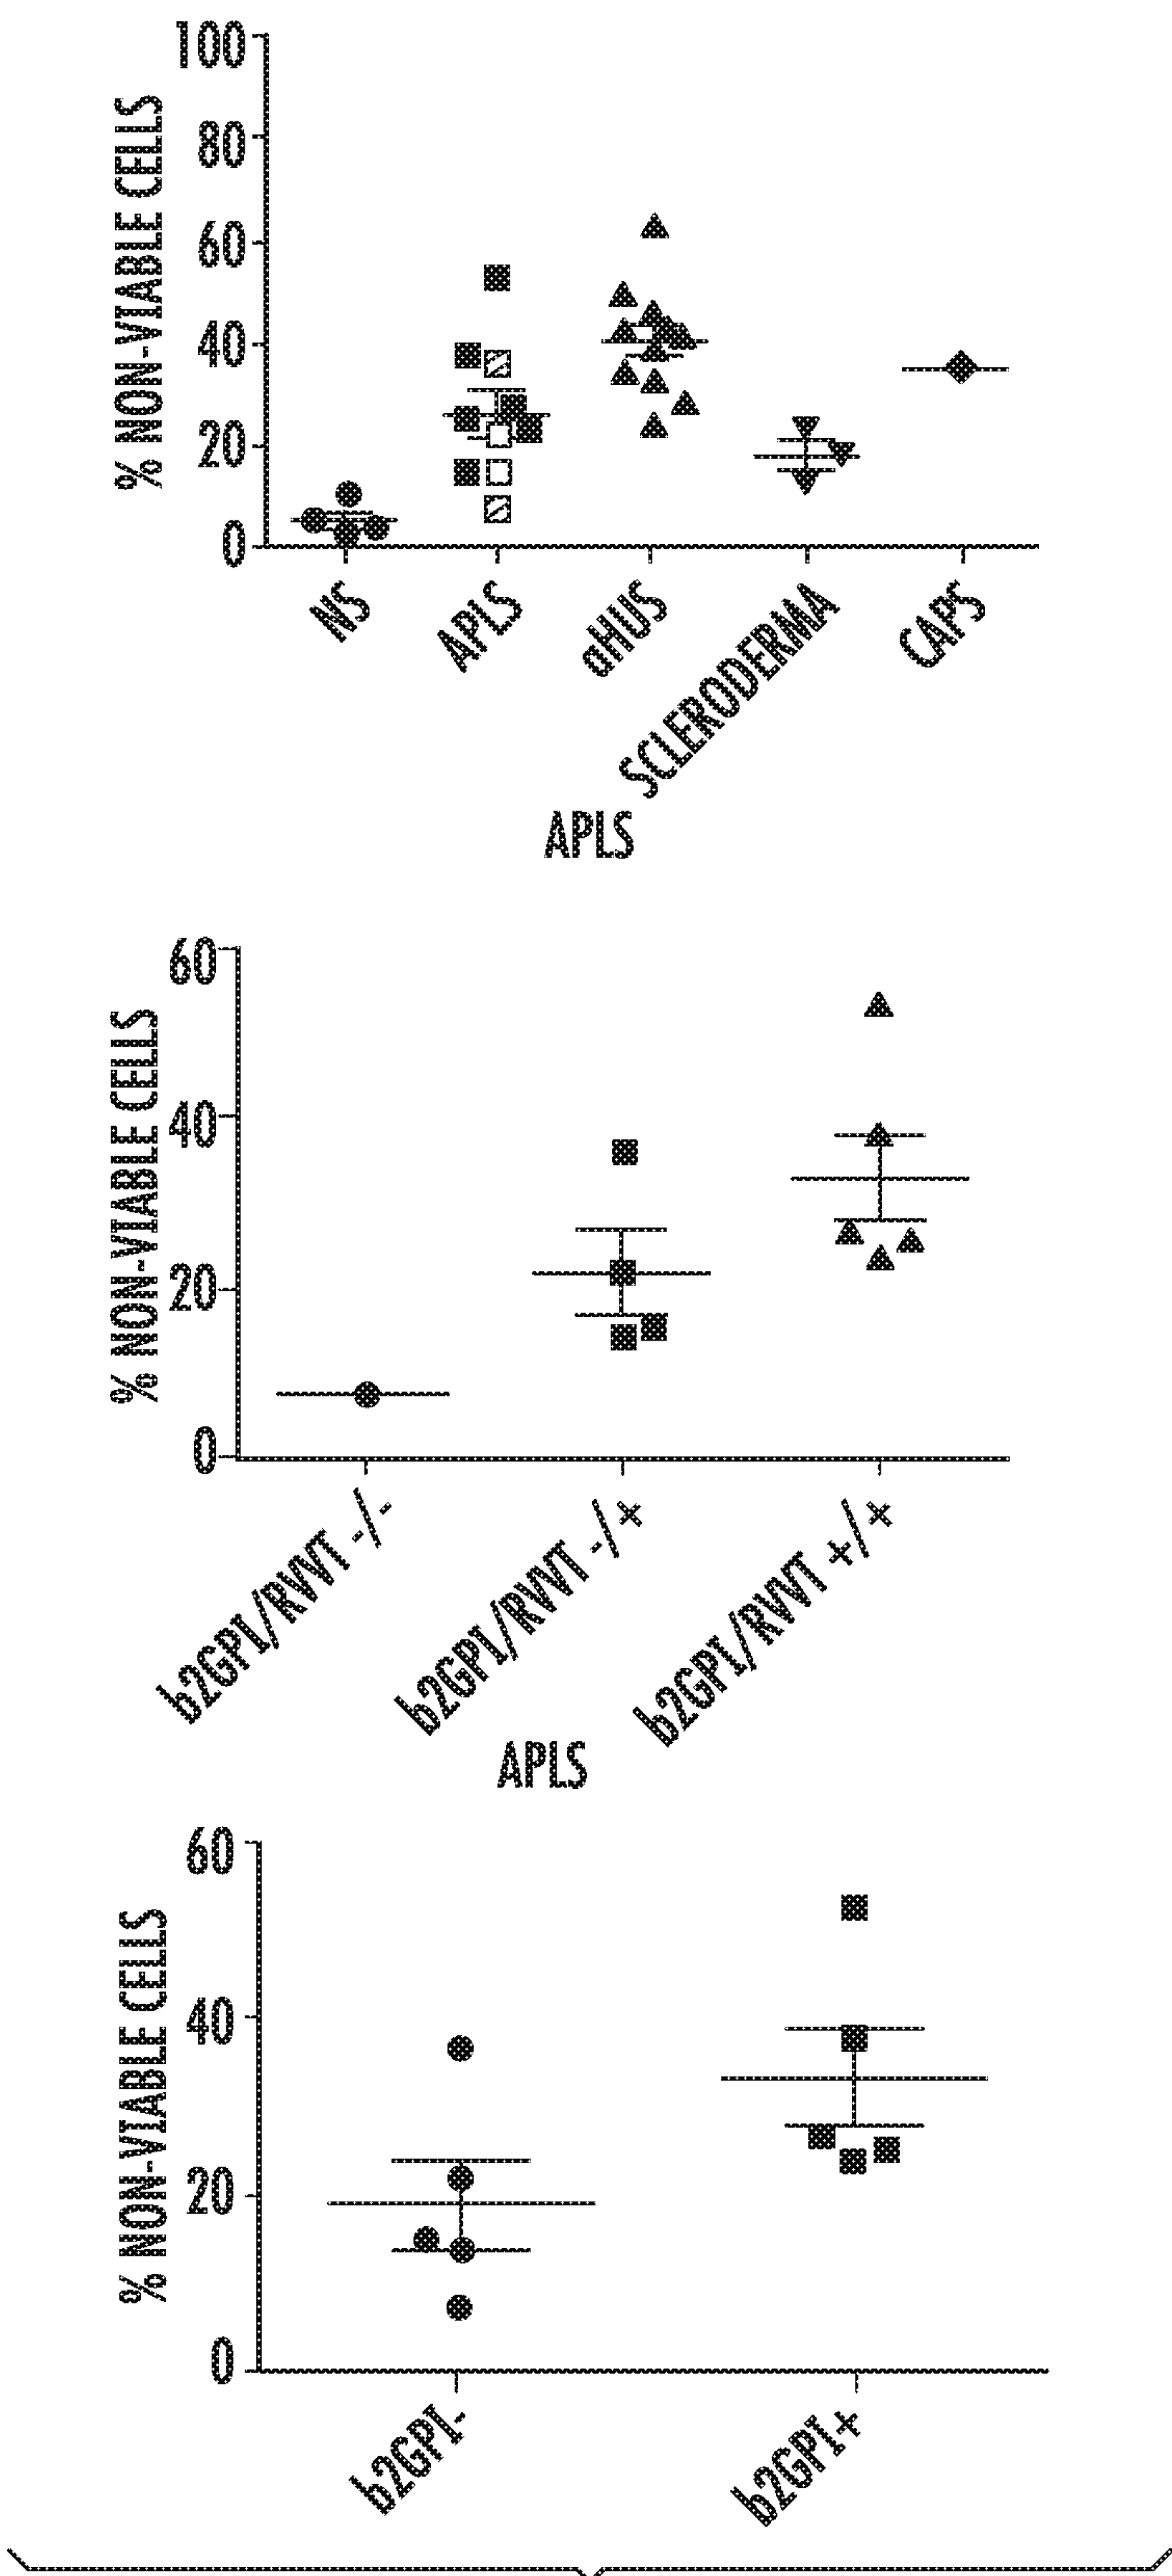 % NON-VIABLE CELLS
100
80
60
40
20
0
NS
APLS
aHUS
SCLERODERMA
CAPS
APLS
% NON-VIABLE CELLS
60
40
20
0
b2GPI/RVVT -/-
b2GPI/RVVT -/+
b2GPI/RVVT +/+
APLS
% NON-VIABLE CELLS
60
40
20
0
b2GPI-
b2GPI+